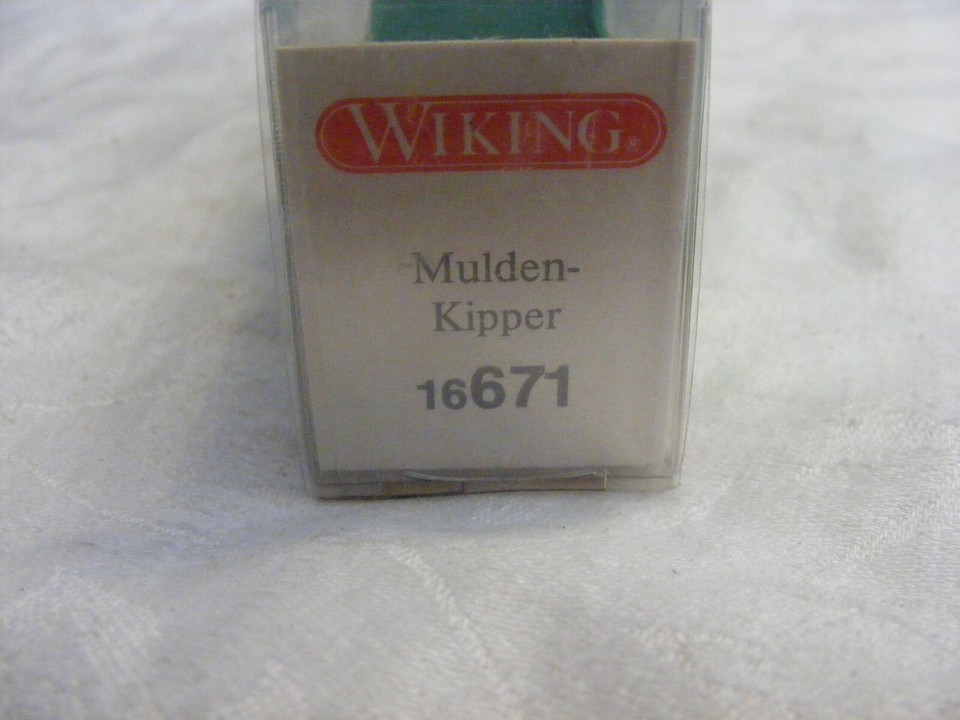 WIKING®
Mulden-
Kipper
16671